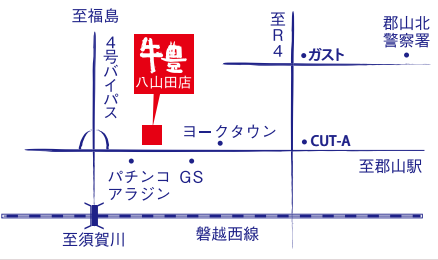 至福島
4号バイパス
牛豊
八山田店
至R4
ガスト
郡山北
警察署
ヨークタウン
CUT-A
至郡山駅
パチンコ
アラジン
GS
至須賀川
磐越西線